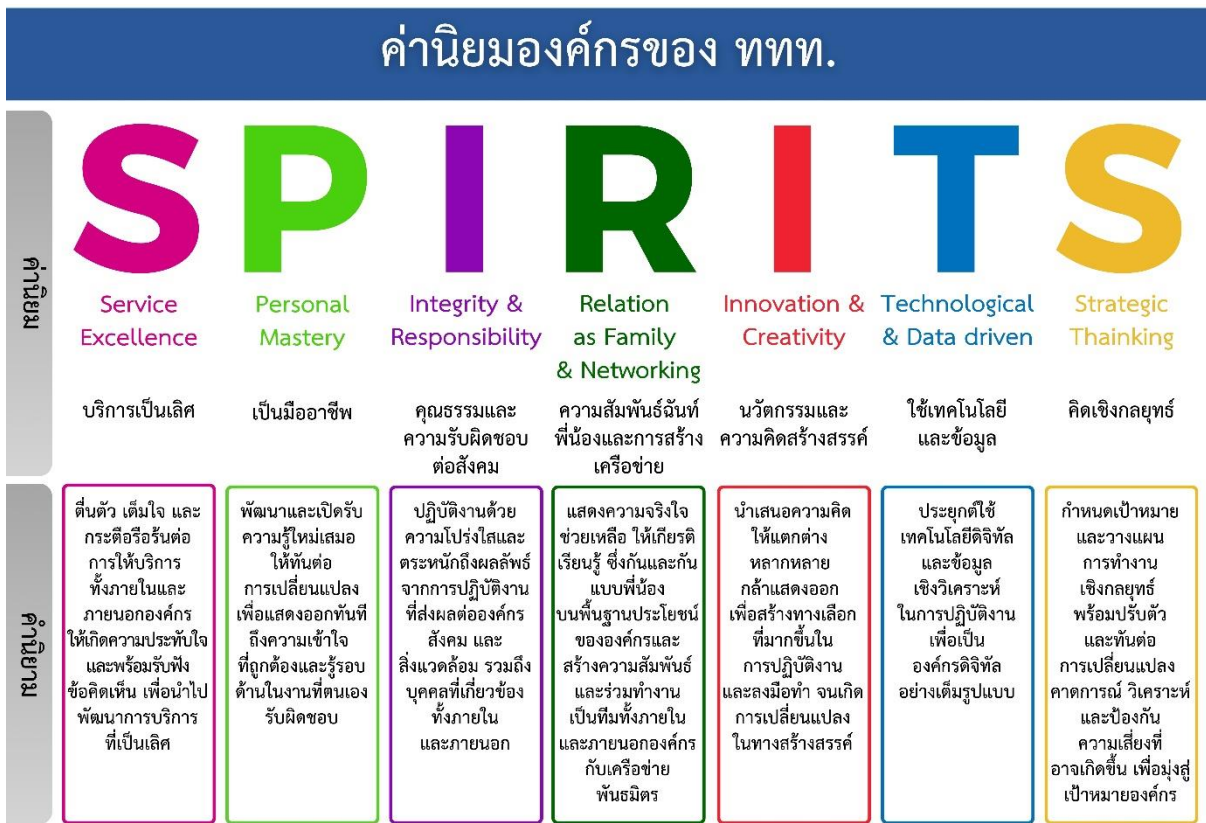 ค่านิยมองค์กรของ ททท.
ค่านิยม
S
Service
Excellence
บริการเป็นเลิศ
P
Personal
Mastery
เป็นมืออาชีพ
I
Integrity &
Responsibility
คุณธรรมและ
ความรับผิดชอบ
ต่อสังคม
R
Relation
as Family
& Networking
ความสัมพันธ์ฉันท์
พี่น้องและการสร้าง
เครือข่าย
I
Innovation &
Creativity
นวัตกรรมและ
ความคิดสร้างสรรค์
T
Technological
& Data driven
ใช้เทคโนโลยี
และข้อมูล
S
Strategic
Thainking
คิดเชิงกลยุทธ์
คำนิยาม
ตื่นตัว เต็มใจ และ
กระตือรือร้นต่อ
การให้บริการ
ทั้งภายในและ
ภายนอกองค์กร
ให้เกิดความประทับใจ
และพร้อมรับฟัง
ข้อคิดเห็น เพื่อนำไป
พัฒนาการบริการ
ที่เป็นเลิศ
พัฒนาและเปิดรับ
ความรู้ใหม่เสมอ
ให้ทันต่อ
การเปลี่ยนแปลง
เพื่อแสดงออกทันที
ถึงความเข้าใจ
ที่ถูกต้องและรู้รอบ
ด้านในงานที่ตนเอง
รับผิดชอบ
ปฏิบัติงานด้วย
ความโปร่งใสและ
ตระหนักถึงผลลัพธ์
จากการปฏิบัติงาน
ที่ส่งผลต่อองค์กร
สังคม และ
สิ่งแวดล้อม รวมถึง
บุคคลที่เกี่ยวข้อง
ทั้งภายใน
และภายนอก
แสดงความจริงใจ
ช่วยเหลือ ให้เกียรติ
เรียนรู้ ซึ่งกันและกัน
แบบพี่น้อง
บนพื้นฐานประโยชน์
ขององค์กรและ
สร้างความสัมพันธ์
และร่วมทำงาน
เป็นทีมทั้งภายใน
และภายนอกองค์กร
กับเครือข่าย
พันธมิตร
นำเสนอความคิด
ให้แตกต่าง
หลากหลาย
กล้าแสดงออก
เพื่อสร้างทางเลือก
ที่มากขึ้นใน
การปฏิบัติงาน
และลงมือทำ จนเกิด
การเปลี่ยนแปลง
ในทางสร้างสรรค์
ประยุกต์ใช้
เทคโนโลยีดิจิทัล
และข้อมูล
เชิงวิเคราะห์
ในการปฏิบัติงาน
เพื่อเป็น
องค์กรดิจิทัล
อย่างเต็มรูปแบบ
กำหนดเป้าหมาย
และวางแผน
การทำงาน
เชิงกลยุทธ์
พร้อมปรับตัว
และทันต่อ
การเปลี่ยนแปลง
คาดการณ์ วิเคราะห์
และป้องกัน
ความเสี่ยงที่
อาจเกิดขึ้น เพื่อมุ่งสู่
เป้าหมายองค์กร